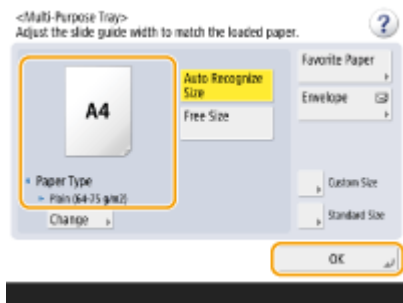 <Multi-Purpose Tray>
Adjust the slide guide width to match the loaded paper.
?
A4
Auto Recognize
Size
Free Size
Favorite Paper
Envelope
Paper Type
Plain (64-75 g/m2)
Change
Custom Size
Standard Size
OK